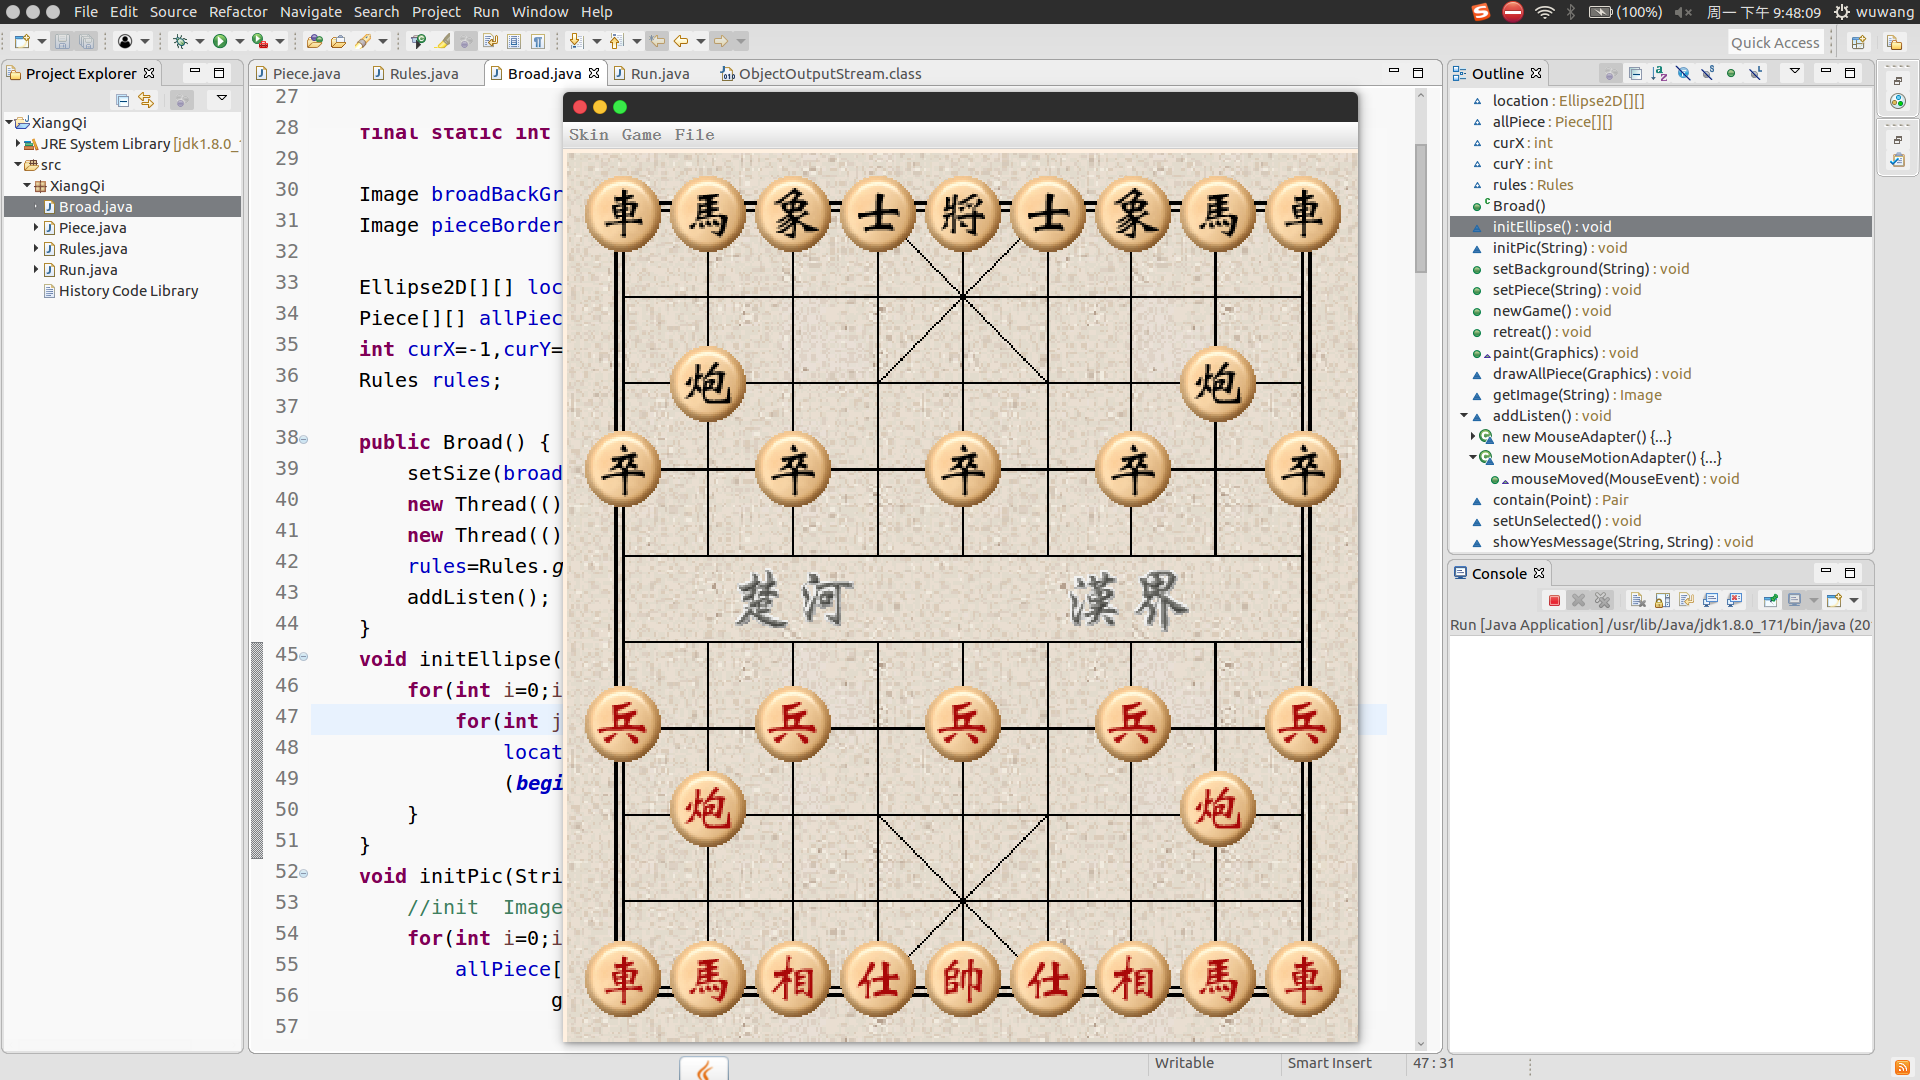 File Edit Source Refactor Navigate Search Project Run Window Help
(100%) 周一 下午 9:48:09 wuwang
Quick Access
Project Explorer
XiangQi
JRE System Library [jdk1.8.0_
src
XiangQi
Broad.java
Piece.java
Rules.java
Run.java
History Code Library
Piece.java Rules.java Broad.java Run.java ObjectOutputStream.class
27
28 final static int
29
30 Image broadBackGr
31 Image pieceBorder
32
33 Ellipse2D[][] loc
34 Piece[][] allPiec
35 int curX=-1,curY=
36 Rules rules;
37
38 public Broad() {
39 setSize(broad
40 new Thread(()
41 new Thread(()
42 rules=Rules.g
43 addListen();
44 }
45 void initEllipse(
46 for(int i=0;i
47 for(int j
48 locat
49 (begi
50 }
51 }
52 void initPic(Stri
53 //init Image
54 for(int i=0;i
55 allPiece[
56 g
57
Skin Game File
車 馬 象 士 將 士 象 馬 車
炮 炮
卒 卒 卒 卒 卒
楚河 漢界
兵 兵 兵 兵 兵
炮 炮
車 馬 相 仕 帥 仕 相 馬 車
Outline
location : Ellipse2D[][]
allPiece : Piece[][]
curX : int
curY : int
rules : Rules
Broad()
initEllipse() : void
initPic(String) : void
setBackground(String) : void
setPiece(String) : void
newGame() : void
retreat() : void
paint(Graphics) : void
drawAllPiece(Graphics) : void
getImage(String) : Image
addListen() : void
new MouseAdapter() {...}
new MouseMotionAdapter() {...}
mouseMoved(MouseEvent) : void
contain(Point) : Pair
setUnSelected() : void
showYesMessage(String, String) : void
Console
Run [Java Application] /usr/lib/Java/jdk1.8.0_171/bin/java (20
Writable Smart Insert 47 : 31